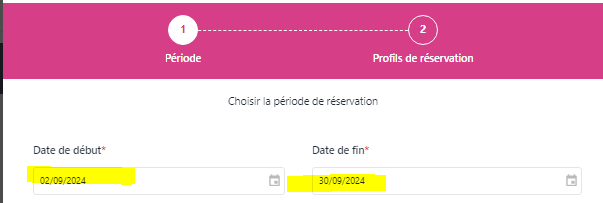 1 2
Période Profils de réservation
Choisir la période de réservation
Date de début* Date de fin*
02/09/2024 30/09/2024